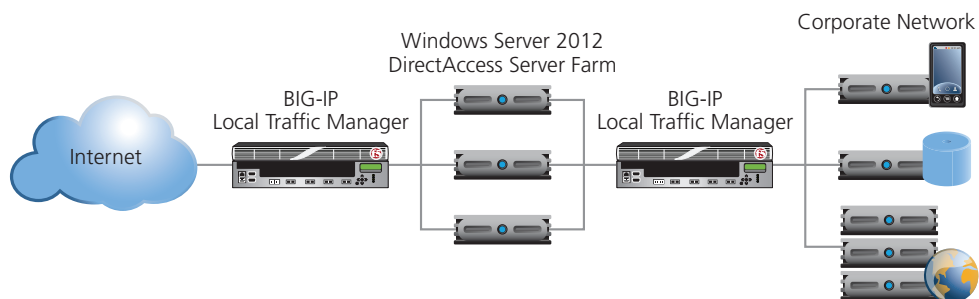 Corporate Network
Windows Server 2012
DirectAccess Server Farm
BIG-IP
Local Traffic Manager
BIG-IP
Local Traffic Manager
Internet